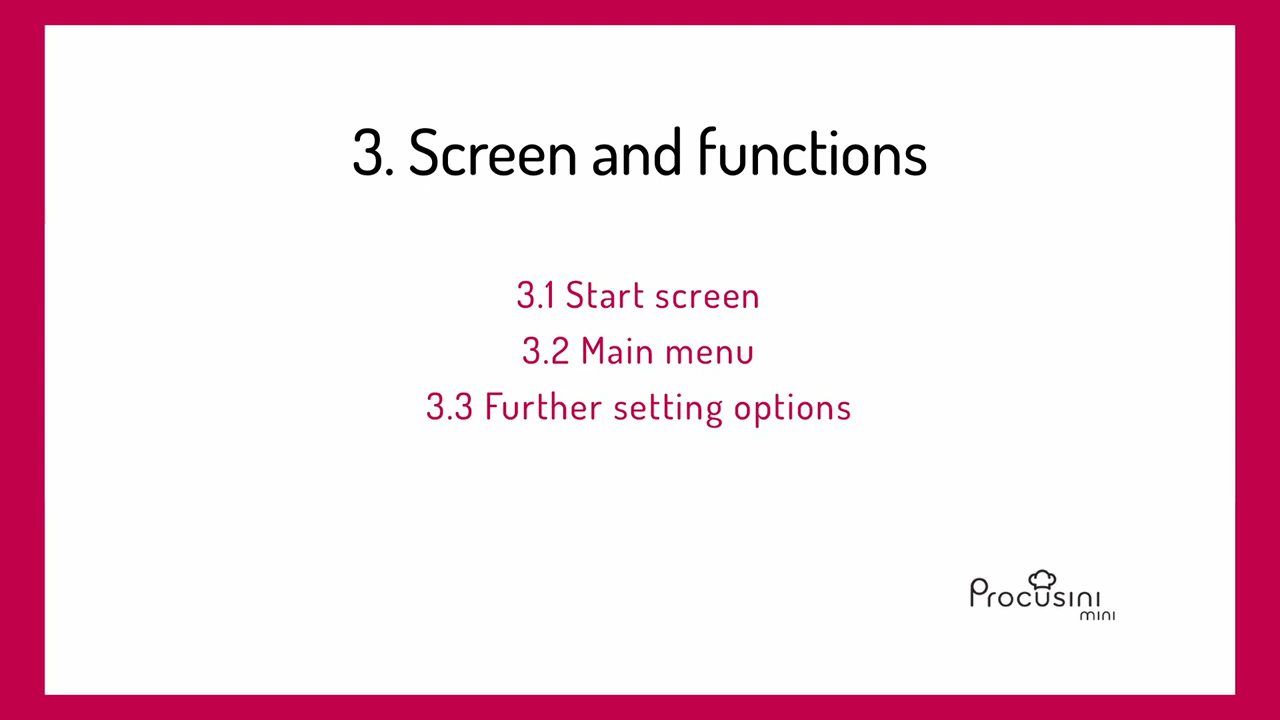 3. Screen and functions
3.1 Start screen
3.2 Main menu
3.3 Further setting options
Procusini
mini